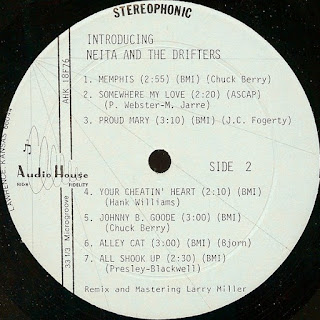 STEREOPHONIC
INTRODUCING
NEITA AND THE DRIFTERS
1. MEMPHIS (2:55) (BMI) (Chuck Berry)
2. SOMEWHERE MY LOVE (2:20) (ASCAP)
(P. Webster-M. Jarre)
3. PROUD MARY (3:10) (BMI) (J.C. Fogerty)
SIDE 2
Audio House
HIGH FIDELITY
AHK 18F76
33 1/3 Microgroove
LAWRENCE, KANSAS
4. YOUR CHEATIN' HEART (2:10) (BMI)
(Hank Williams)
5. JOHNNY B. GOODE (3:00) (BMI)
(Chuck Berry)
6. ALLEY CAT (3:00) (BMI) (Bjorn)
7. ALL SHOOK UP (2:30) (BMI)
(Presley-Blackwell)
Remix and Mastering Larry Miller